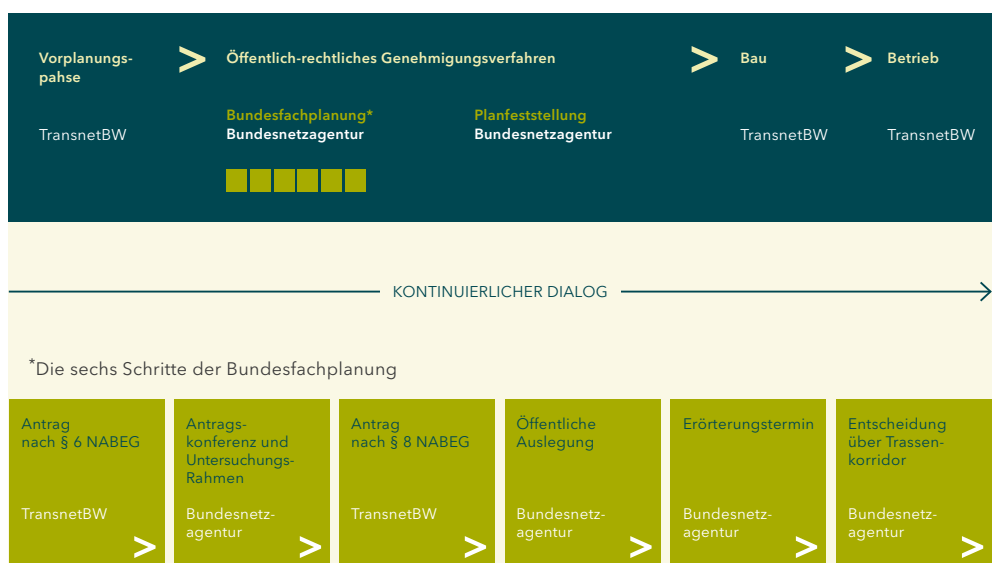 Vorplanungs-
pahse
>
Öffentlich-rechtliches Genehmigungsverfahren
>
Bau
>
Betrieb
TransnetBW
Bundesfachplanung*
Bundesnetzagentur
Planfeststellung
Bundesnetzagentur
TransnetBW
TransnetBW
KONTINUIERLICHER DIALOG
*Die sechs Schritte der Bundesfachplanung
Antrag
nach § 6 NABEG
TransnetBW
>
Antrags-
konferenz und
Untersuchungs-
Rahmen
Bundesnetz-
agentur
>
Antrag
nach § 8 NABEG
TransnetBW
>
Öffentliche
Auslegung
Bundesnetz-
agentur
>
Erörterungstermin
Bundesnetz-
agentur
>
Entscheidung
über Trassen-
korridor
Bundesnetz-
agentur
>